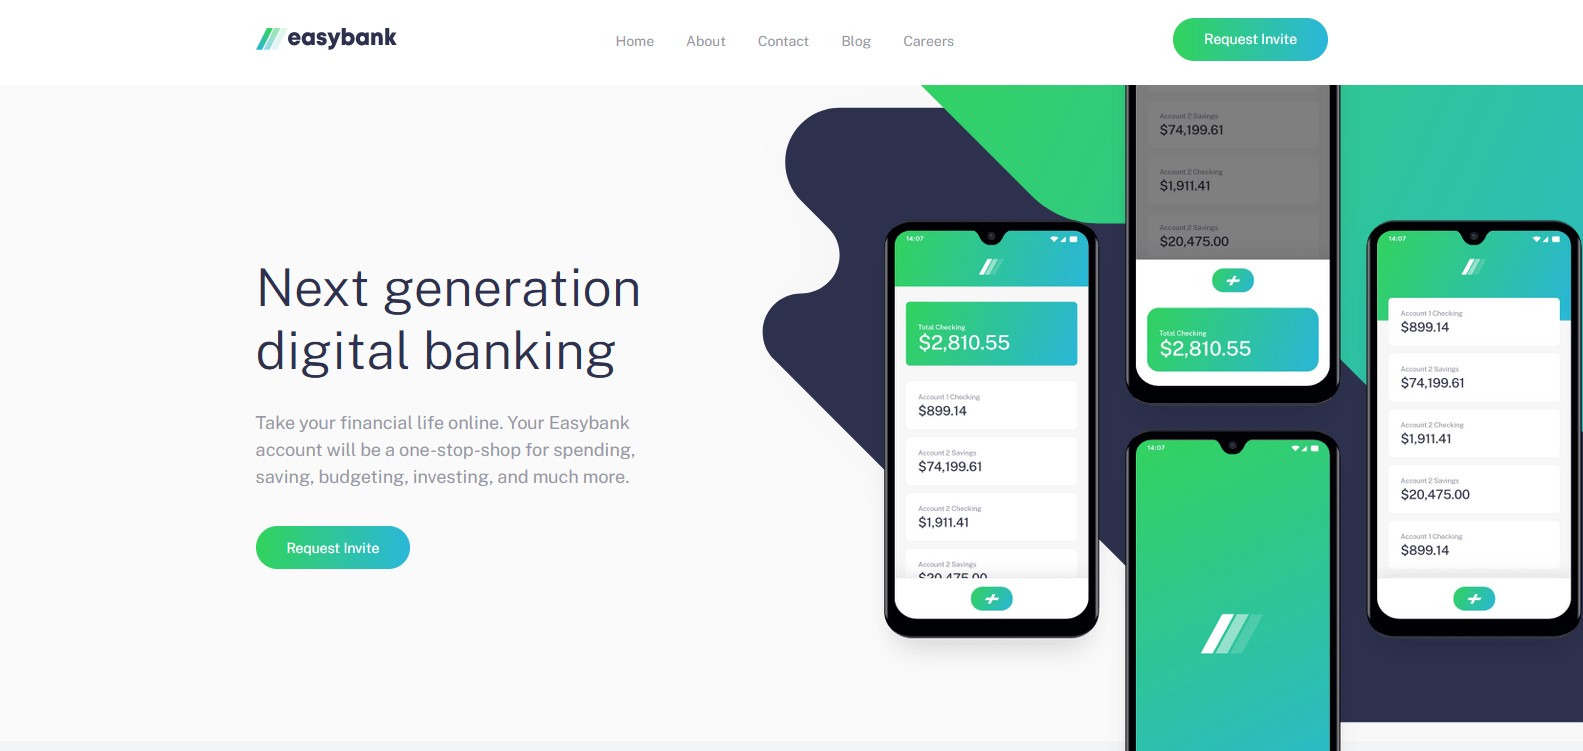 easybank
Home
About
Contact
Blog
Careers
Request Invite
Next generation
digital banking
Take your financial life online. Your Easybank
account will be a one-stop-shop for spending,
saving, budgeting, investing, and much more.
Request Invite
14:07
Total Checking
$2,810.55
Account 1 Checking
$899.14
Account 2 Savings
$74,199.61
Account 2 Checking
$1,911.41
Account 2 Savings
$20,475.00
Account 2 Savings
$74,199.61
Account 2 Checking
$1,911.41
Account 2 Savings
$20,475.00
Total Checking
$2,810.55
14:07
14:07
Account 1 Checking
$899.14
Account 2 Savings
$74,199.61
Account 2 Checking
$1,911.41
Account 2 Savings
$20,475.00
Account 1 Checking
$899.14